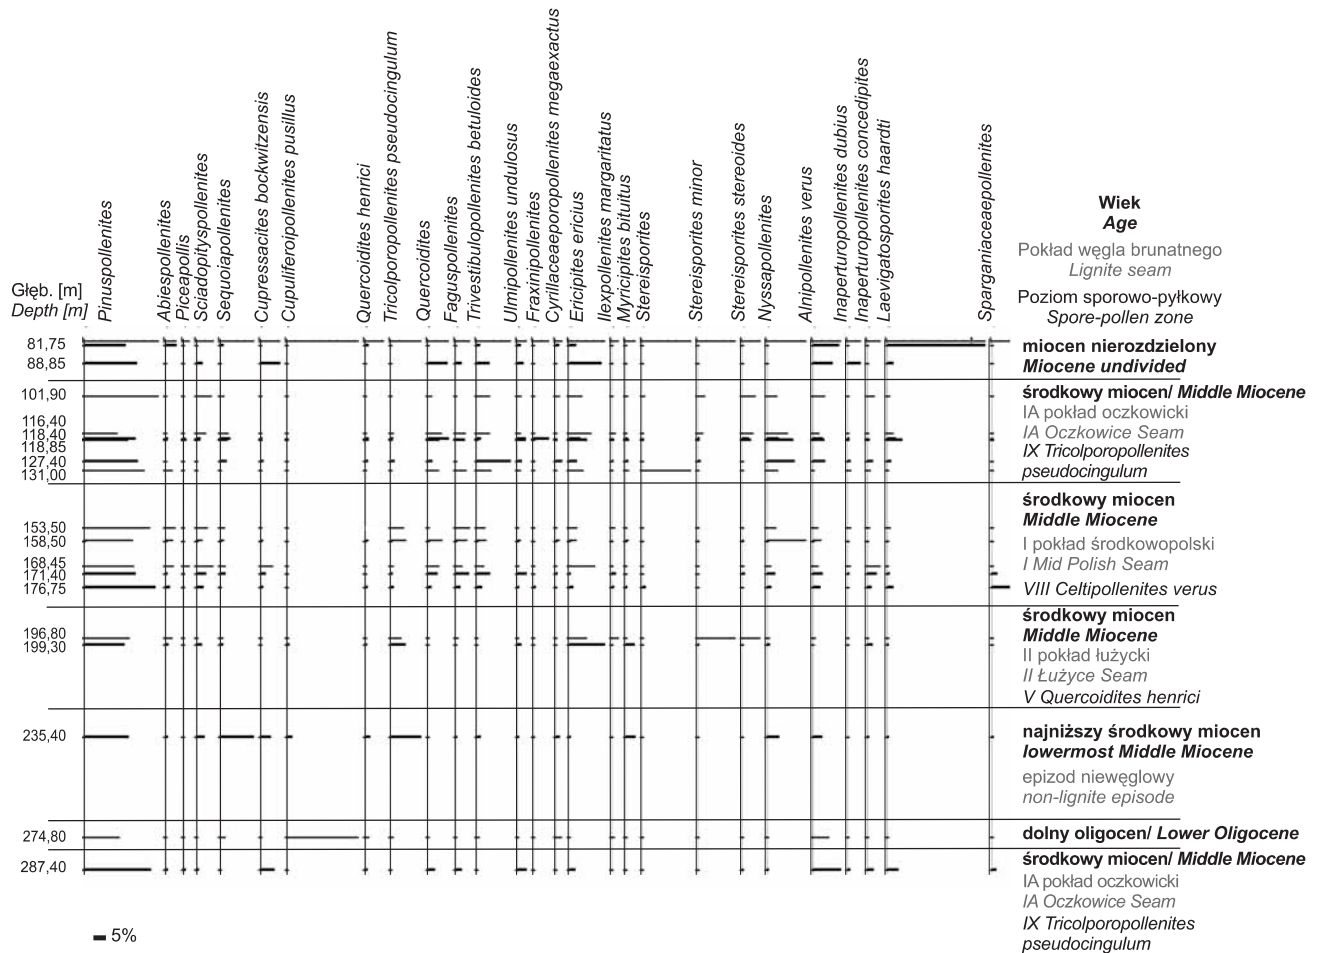 Pinuspollenites
Abiespollenites
Piceapollis
Sciadopityspollenites
Sequoiapollenites
Cupressacites bockwitzensis
Cupuliferoipollenites pusillus
Quercoidites henrici
Tricolporopollenites pseudocingulum
Quercoidites
Faguspollenites
Trivestibulopollenites betuloides
Ulmipollenites undulosus
Fraxinipollenites
Cyrillaceaeporopollenites megaexactus
Ericipites ericius
Ilexpollenites margaritatus
Myricipites bituitus
Stereisporites
Stereisporites minor
Stereisporites stereoides
Nyssapollenites
Alnipollenites verus
Inaperturopollenites dubius
Inaperturopollenites concedipites
Laevigatosporites haardti
Sparganiaceaepollenites
Głęb. [m]
Depth [m]
Wiek
Age
Pokład węgla brunatnego
Lignite seam
Poziom sporowo-pyłkowy
Spore-pollen zone
81,75
88,85
miocen nierozdzielony
Miocene undivided
101,90
116,40
118,40
118,85
127,40
131,00
środkowy miocen/ Middle Miocene
IA pokład oczkowicki
IA Oczkowice Seam
IX Tricolporopollenites
pseudocingulum
153,50
158,50
168,45
171,40
176,75
środkowy miocen
Middle Miocene
I pokład środkowopolski
I Mid Polish Seam
VIII Celtipollenites verus
196,80
199,30
środkowy miocen
Middle Miocene
II pokład łużycki
II Łużyce Seam
V Quercoidites henrici
235,40
najniższy środkowy miocen
lowermost Middle Miocene
epizod niewęglowy
non-lignite episode
274,80
dolny oligocen/ Lower Oligocene
287,40
środkowy miocen/ Middle Miocene
IA pokład oczkowicki
IA Oczkowice Seam
IX Tricolporopollenites
pseudocingulum
5%